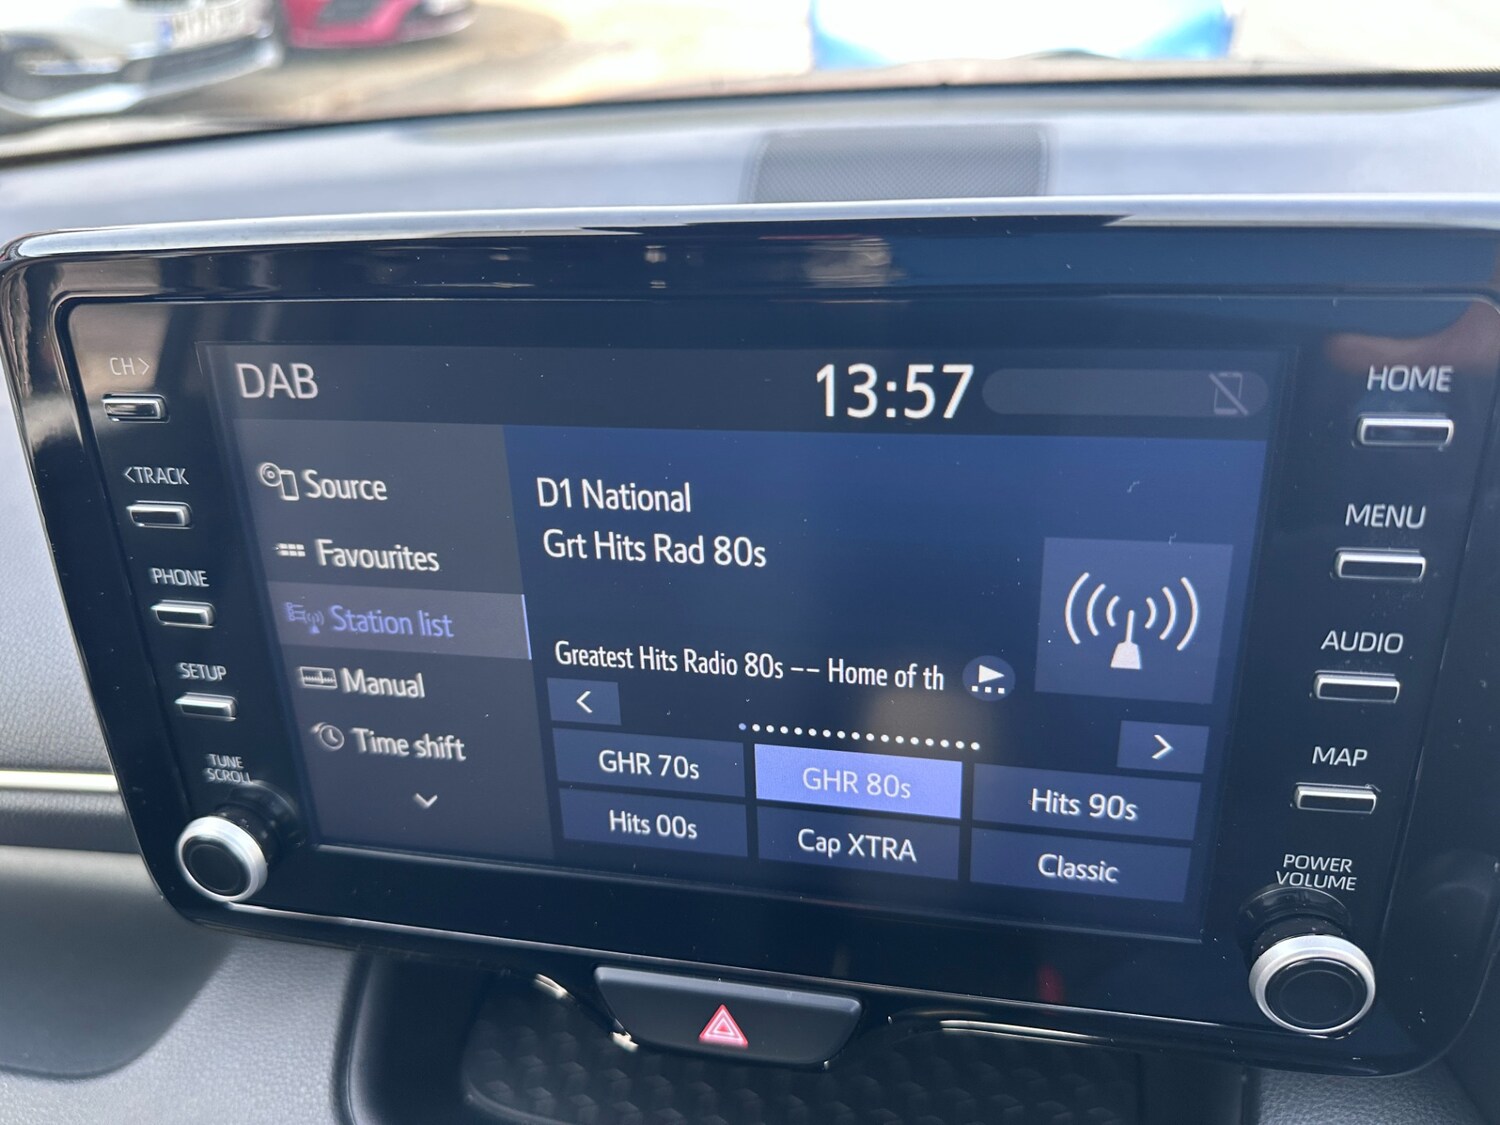 CH>
<TRACK
PHONE
SETUP
TUNE
SCROLL
DAB
13:57
Source
Favourites
Station list
Manual
Time shift
D1 National
Grt Hits Rad 80s
Greatest Hits Radio 80s -- Home of th
<
>
GHR 70s
GHR 80s
Hits 90s
Hits 00s
Cap XTRA
Classic
HOME
MENU
AUDIO
MAP
POWER
VOLUME